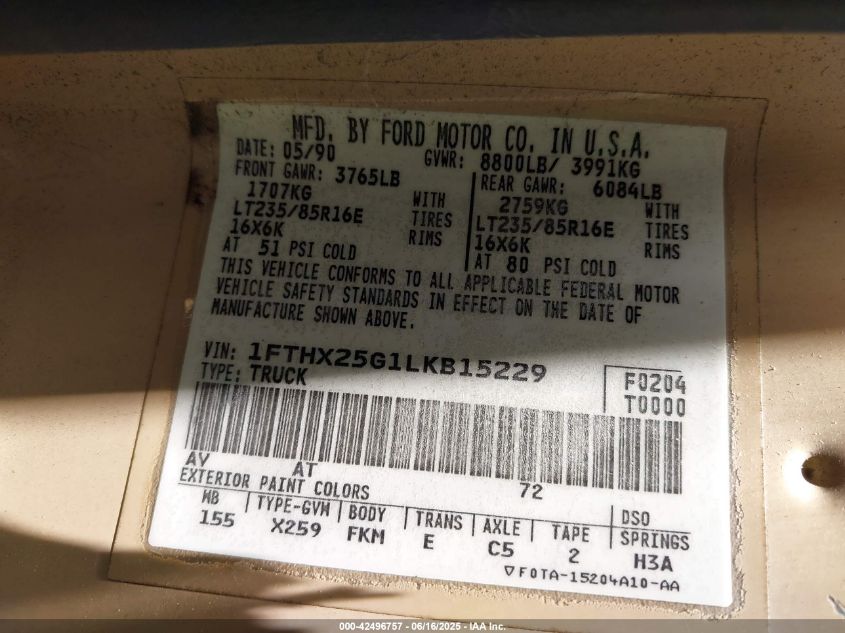 MFD. BY FORD MOTOR CO. IN U.S.A.
DATE: 05/90 GVWR: 8800LB/ 3991KG
FRONT GAWR: 3765LB
1707KG WITH
LT235/85R16E TIRES
16X6K RIMS
AT 51 PSI COLD
REAR GAWR: 6084LB
2759KG WITH
LT235/85R16E TIRES
16X6K RIMS
AT 80 PSI COLD
THIS VEHICLE CONFORMS TO ALL APPLICABLE FEDERAL MOTOR
VEHICLE SAFETY STANDARDS IN EFFECT ON THE DATE OF
MANUFACTURE SHOWN ABOVE.
VIN: 1FTHX25G1LKB15229
TYPE: TRUCK
F0204
T0000
AV AT 72
EXTERIOR PAINT COLORS DSO
WB TYPE-GVW BODY TRANS AXLE TAPE SPRINGS
155 X259 FKM E C5 2 H3A
▽F0TA-15204A10-AA
000-42496757 - 06/16/2025 - IAA Inc.